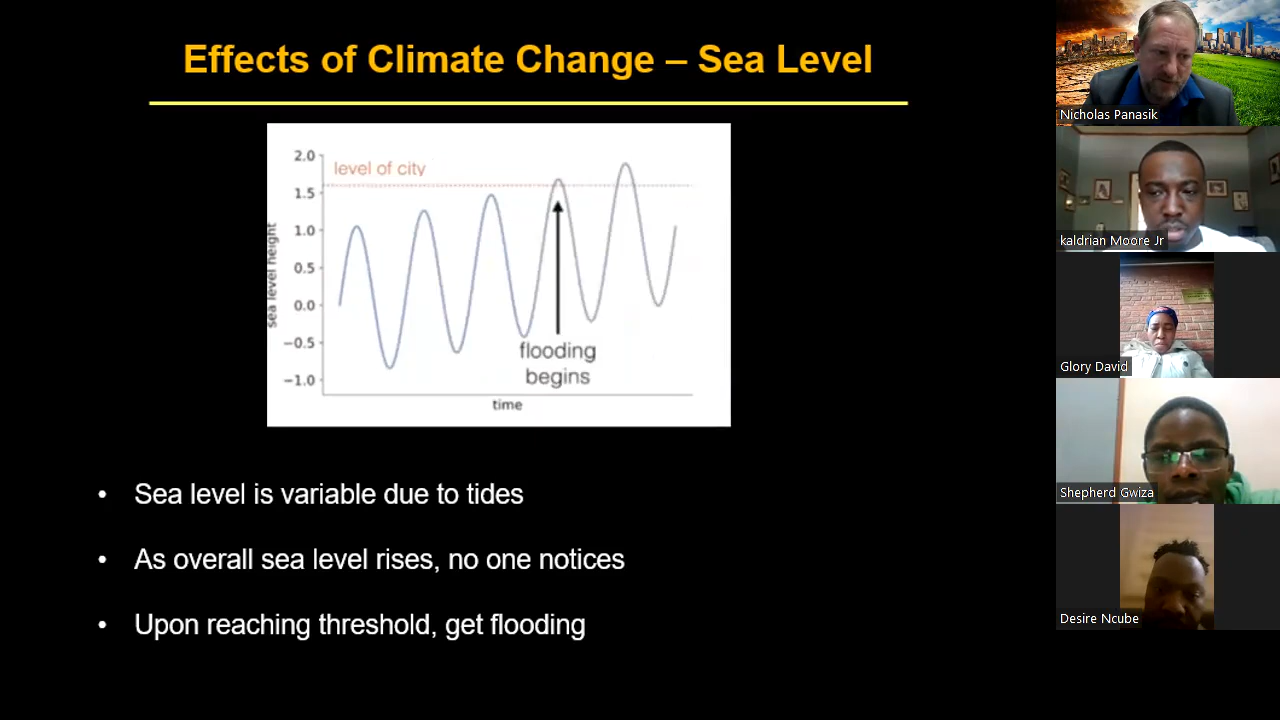 Effects of Climate Change – Sea Level
2.0
level of city
1.5
1.0
0.5
0.0
−0.5
−1.0
sea level height
flooding
begins
time
• Sea level is variable due to tides
• As overall sea level rises, no one notices
• Upon reaching threshold, get flooding
Nicholas Panasik
kaldrian Moore Jr
Glory David
Shepherd Gwiza
Desire Ncube